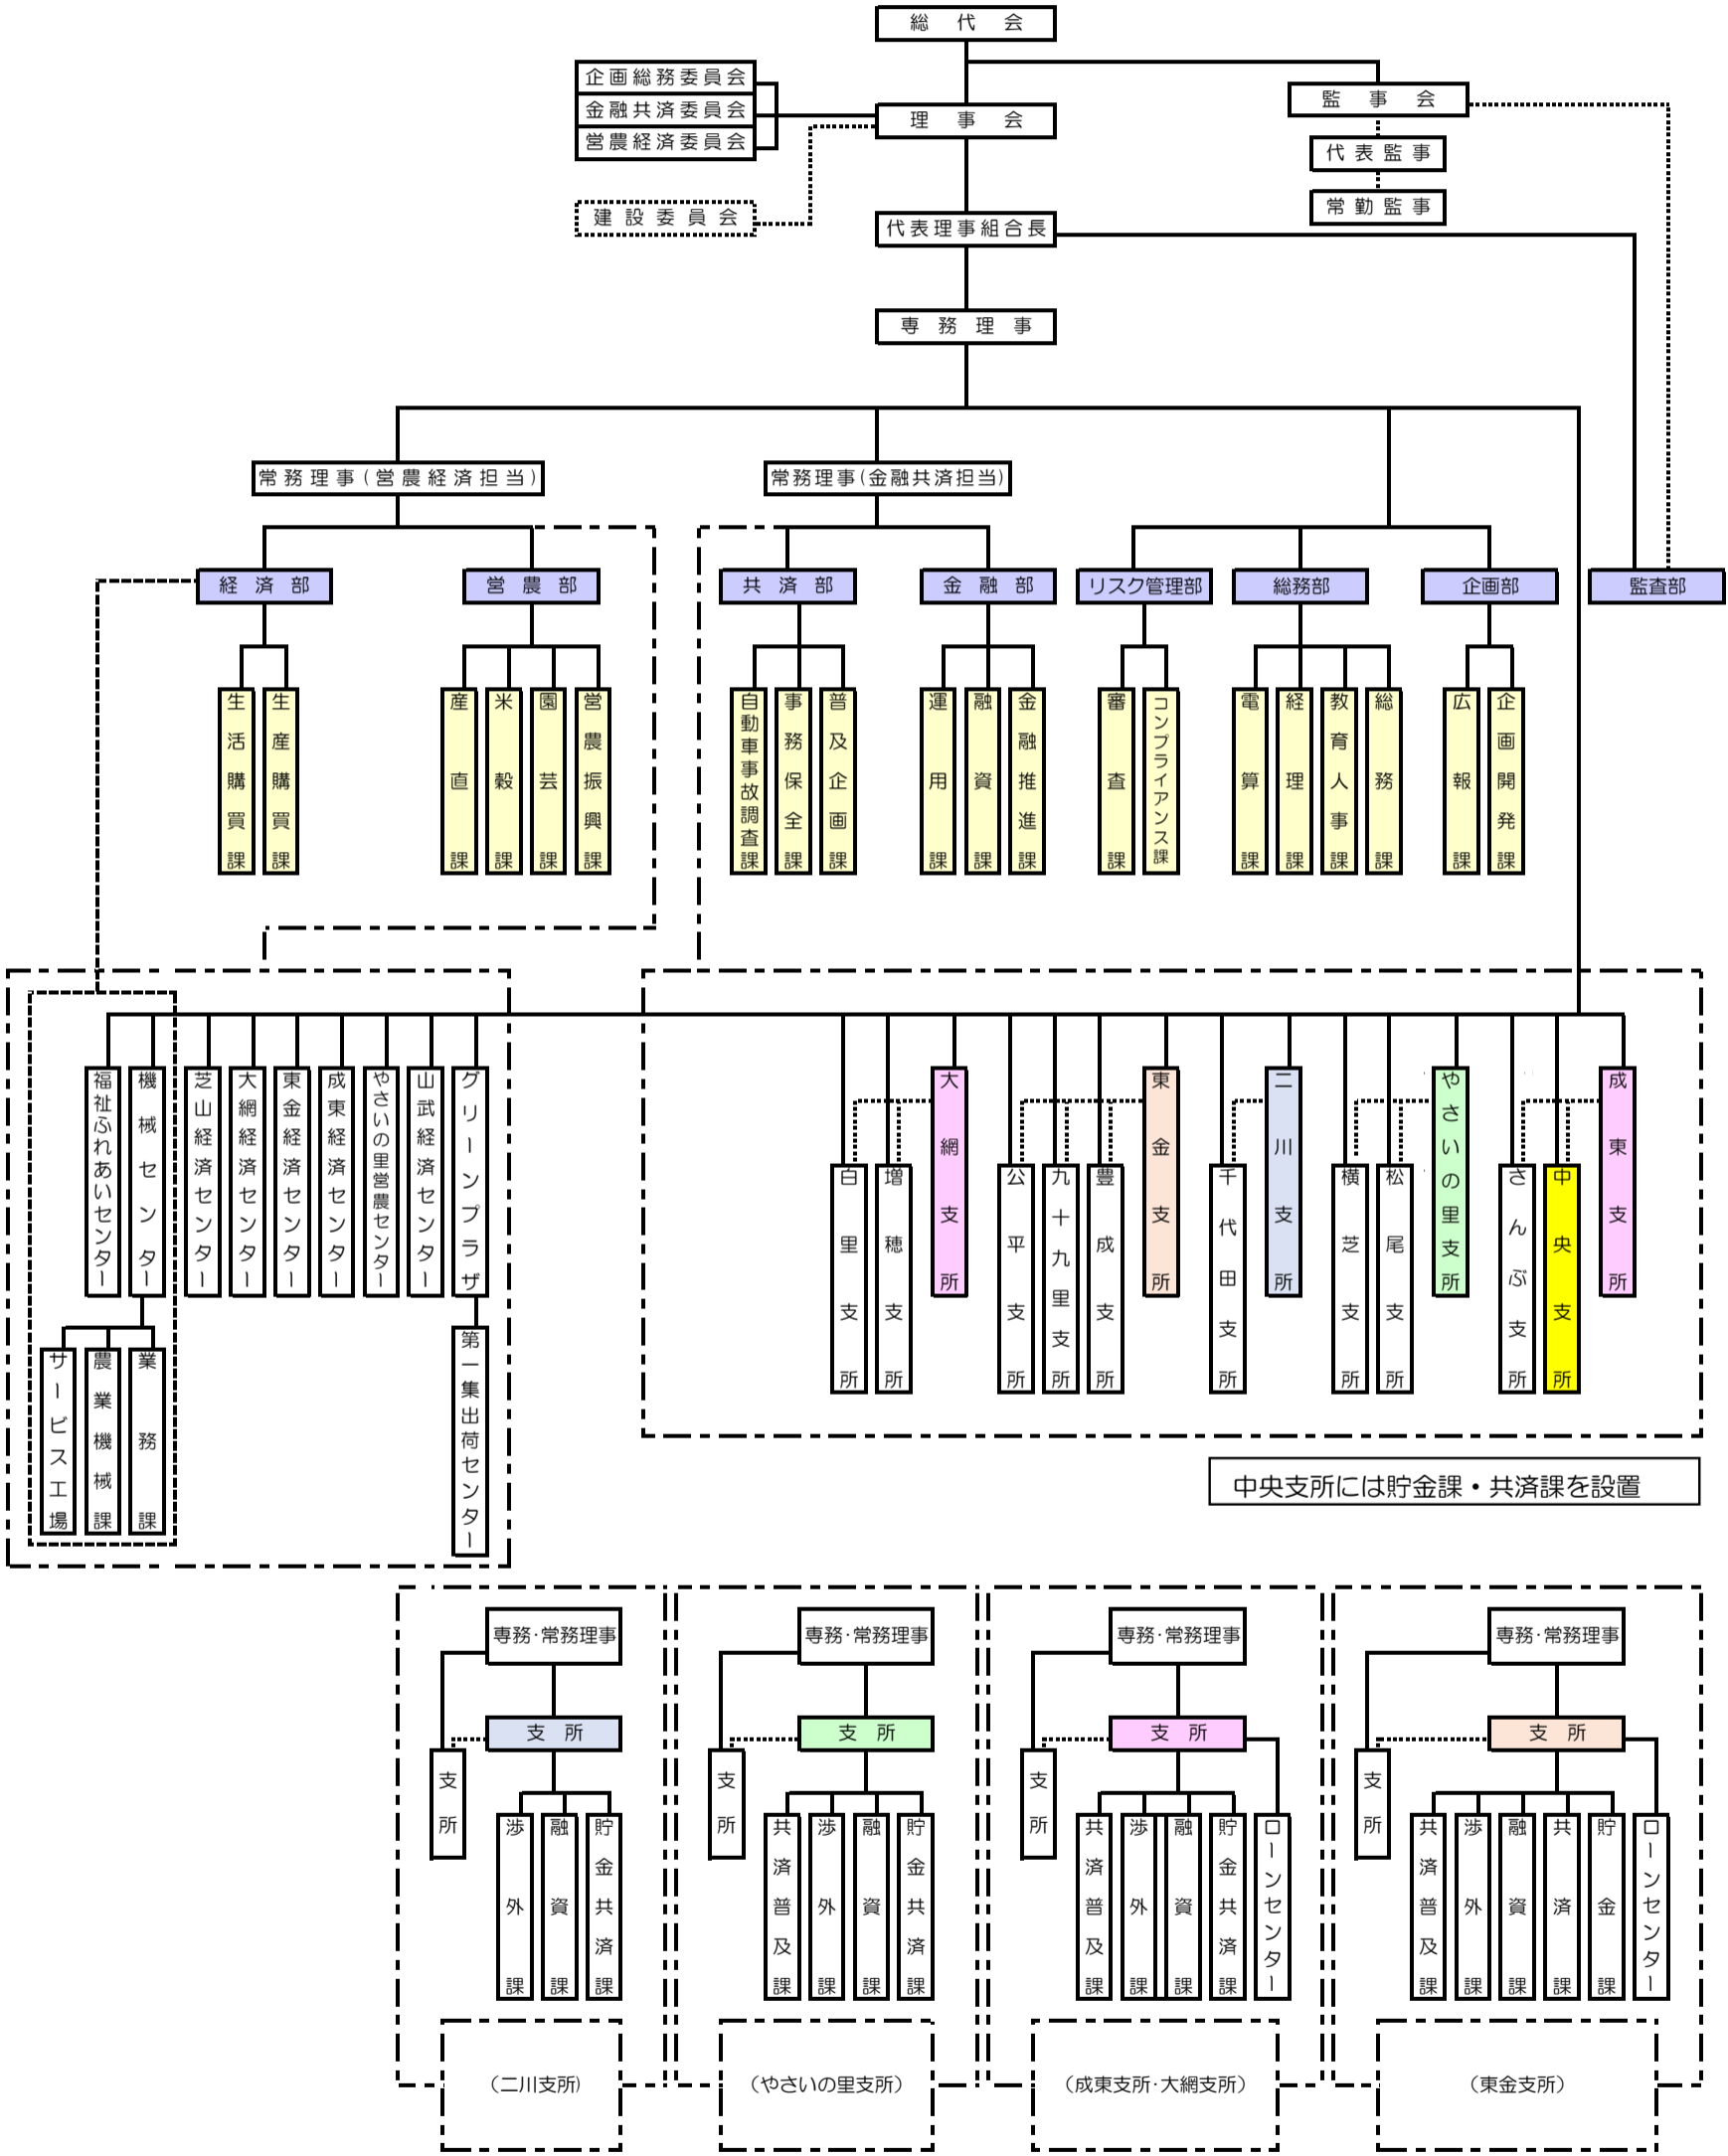 総代会
企画総務委員会
金融共済委員会
営農経済委員会
監事会
理事会
代表監事
常勤監事
建設委員会
代表理事組合長
専務理事
常務理事(営農経済担当)
常務理事(金融共済担当)
経済部
営農部
共済部
金融部
リスク管理部
総務部
企画部
監査部
生活購買課
生産購買課
産直課
米穀課
園芸課
営農振興課
自動車事故調査課
事務保全課
普及企画課
運用課
融資課
金融推進課
審査課
コンプライアンス課
電算課
経理課
教育人事課
総務課
広報課
企画開発課
福祉ふれあいセンター
機械センター
芝山経済センター
大網経済センター
東金経済センター
成東経済センター
やさいの里営農センター
山武経済センター
グリーンプラザ
大網支所
東金支所
二川支所
やさいの里支所
成東支所
白里支所
増穂支所
公平支所
九十九里支所
豊成支所
千代田支所
横芝支所
松尾支所
さんぶ支所
中央支所
サービス工場
農業機械課
業務課
第一集出荷センター
中央支所には貯金課・共済課を設置
専務・常務理事
支所
支所
渉外課
融資課
貯金共済課
(二川支所)
専務・常務理事
支所
支所
共済普及課
渉外課
融資課
貯金共済課
(やさいの里支所)
専務・常務理事
支所
支所
共済普及課
渉外課
融資課
貯金共済課
ローンセンター
(成東支所・大網支所)
専務・常務理事
支所
支所
共済普及課
渉外課
融資課
共済課
貯金課
ローンセンター
(東金支所)